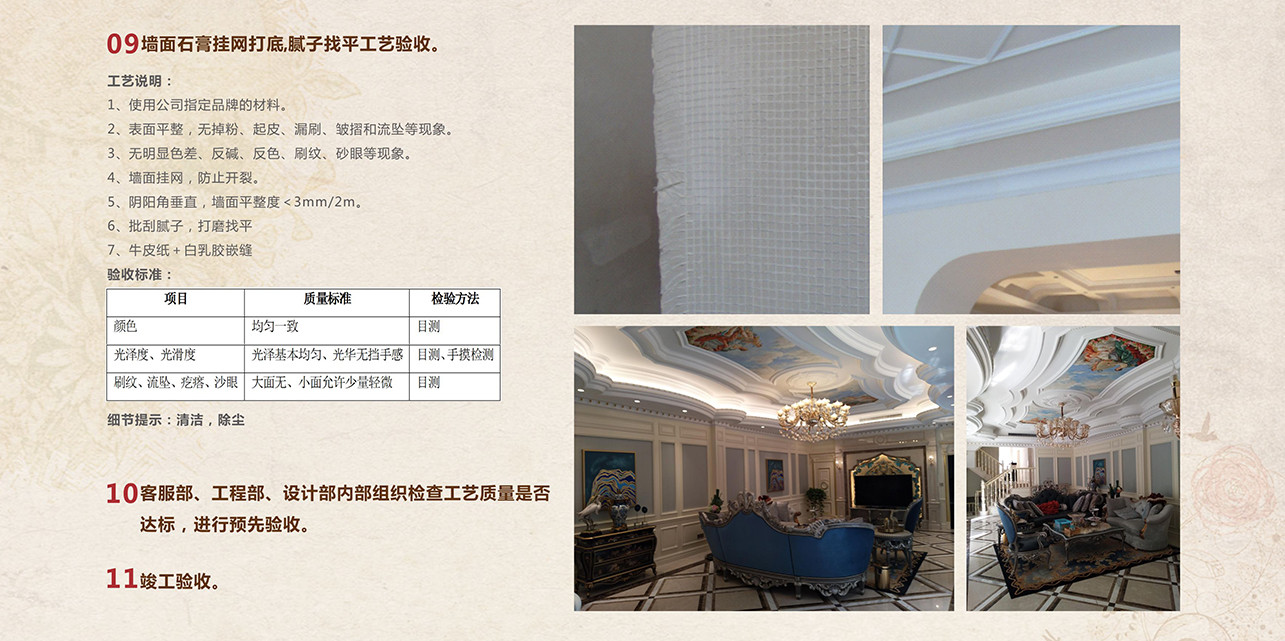 09墙面石膏挂网打底,腻子找平工艺验收。
工艺说明：
1、使用公司指定品牌的材料。
2、表面平整，无掉粉、起皮、漏刷、皱摺和流坠等现象。
3、无明显色差、反碱、反色、刷纹、砂眼等现象。
4、墙面挂网，防止开裂。
5、阴阳角垂直，墙面平整度＜3mm/2m。
6、批刮腻子，打磨找平
7、牛皮纸＋白乳胶嵌缝
验收标准：
项目 质量标准 检验方法
颜色 均匀一致 目测
光泽度、光滑度 光泽基本均匀、光华无挡手感 目测、手摸检测
刷纹、流坠、疙瘩、沙眼 大面无、小面允许少量轻微 目测
细节提示：清洁，除尘
10客服部、工程部、设计部内部组织检查工艺质量是否
达标，进行预先验收。
11竣工验收。